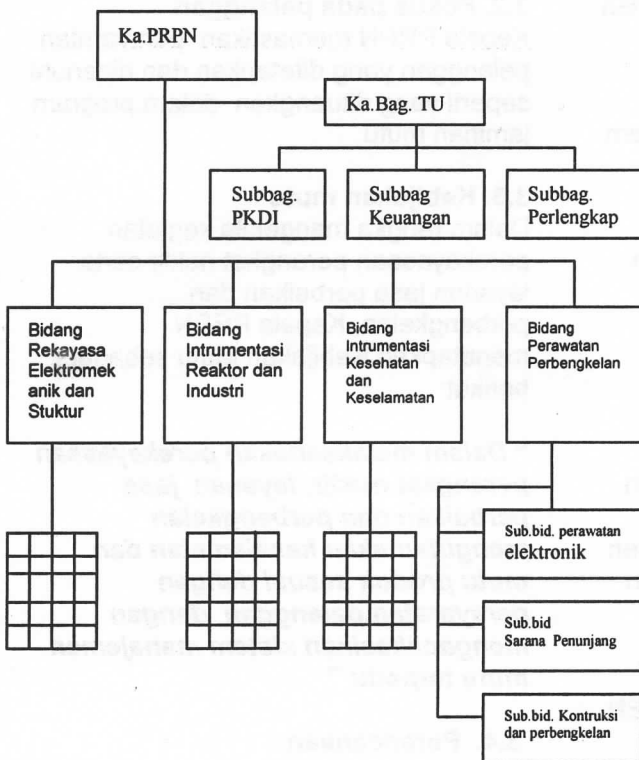 Ka.PRPN
Ka.Bag. TU
Subbag.
PKDI
Subbag.
Keuangan
Subbag.
Perlengkap
Bidang
Rekayasa
Elektromek
anik dan
Stuktur
Bidang
Intrumentasi
Reaktor dan
Industri
Bidang
Intrumentasi
Kesehatan
dan
Keselamatan
Bidang
Perawatan
Perbengkelan
Sub.bid. perawatan
elektronik
Sub.bid
Sarana Penunjang
Sub.bid. Kontruksi
dan perbengkelan